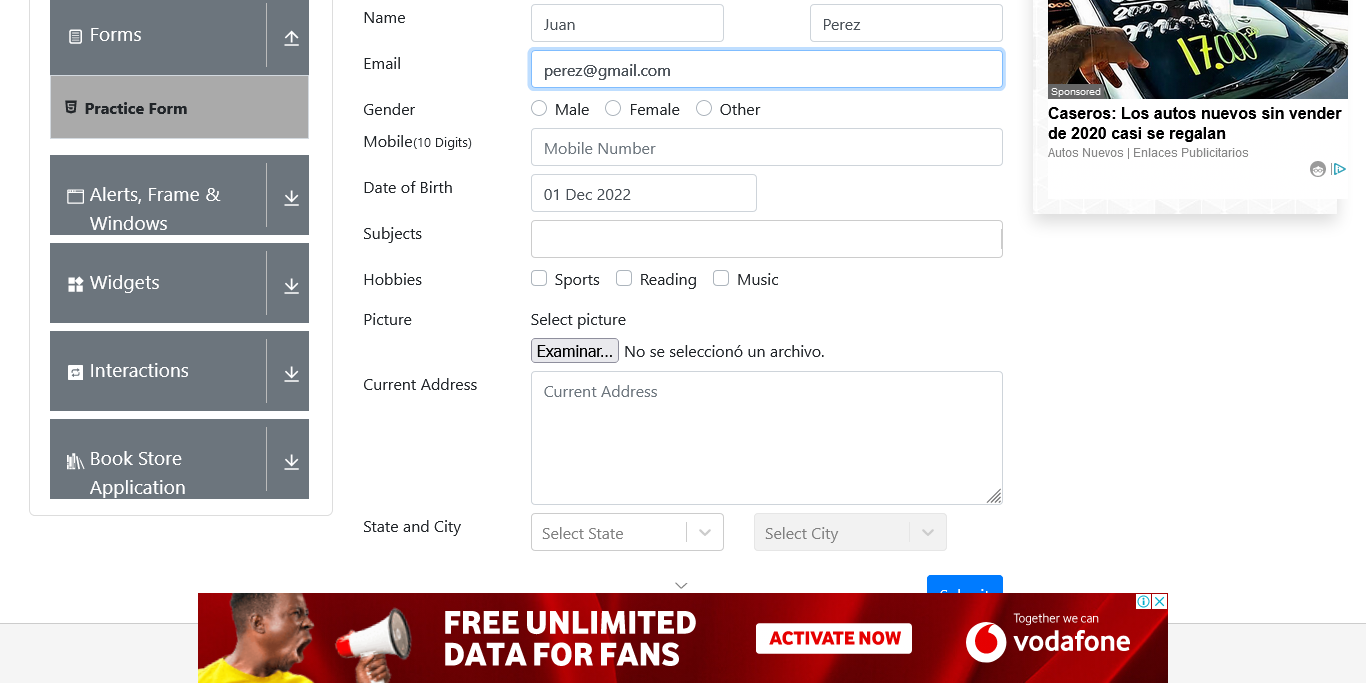 Forms
Practice Form
Alerts, Frame &
Windows
Widgets
Interactions
Book Store
Application
Name
Juan
Perez
Email
perez@gmail.com
Gender
Male
Female
Other
Mobile(10 Digits)
Mobile Number
Date of Birth
01 Dec 2022
Subjects
Hobbies
Sports
Reading
Music
Picture
Select picture
Examinar...
No se seleccionó un archivo.
Current Address
Current Address
State and City
Select State
Select City
Submit
17.000
Sponsored
Caseros: Los autos nuevos sin vender
de 2020 casi se regalan
Autos Nuevos | Enlaces Publicitarios
FREE UNLIMITED
DATA FOR FANS
ACTIVATE NOW
Together we can
vodafone